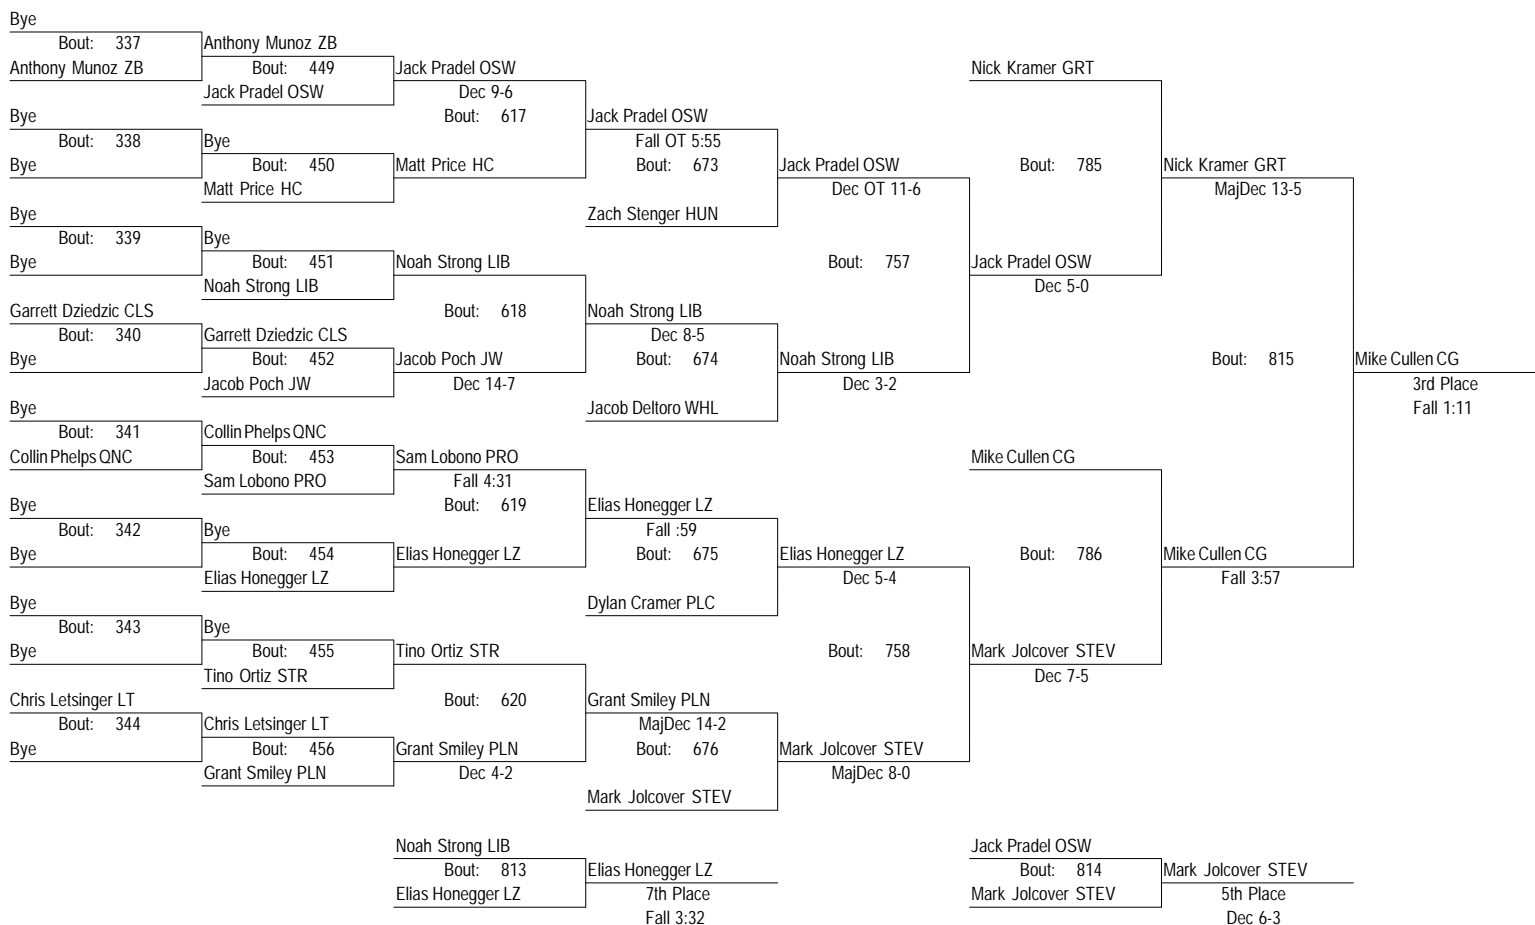 Bye
Bout: 337 Anthony Munoz ZB
Anthony Munoz ZB Bout: 449 Jack Pradel OSW Nick Kramer GRT
Jack Pradel OSW Dec 9-6
Bye Bout: 617 Jack Pradel OSW
Bout: 338 Bye Fall OT 5:55
Bye Bout: 450 Matt Price HC Bout: 673 Jack Pradel OSW Bout: 785 Nick Kramer GRT
Matt Price HC Dec OT 11-6 MajDec 13-5
Bye Zach Stenger HUN
Bout: 339 Bye
Bye Bout: 451 Noah Strong LIB Bout: 757 Jack Pradel OSW
Noah Strong LIB Dec 5-0
Garrett Dziedzic CLS Bout: 618 Noah Strong LIB
Bout: 340 Garrett Dziedzic CLS Dec 8-5
Bye Bout: 452 Jacob Poch JW Bout: 674 Noah Strong LIB Bout: 815 Mike Cullen CG
Jacob Poch JW Dec 14-7 Dec 3-2 3rd Place
Bye Jacob Deltoro WHL Fall 1:11
Bout: 341 Collin Phelps QNC
Collin Phelps QNC Bout: 453 Sam Lobono PRO Mike Cullen CG
Sam Lobono PRO Fall 4:31
Bye Bout: 619 Elias Honegger LZ
Bout: 342 Bye Fall :59
Bye Bout: 454 Elias Honegger LZ Bout: 675 Elias Honegger LZ Bout: 786 Mike Cullen CG
Elias Honegger LZ Dec 5-4 Fall 3:57
Bye Dylan Cramer PLC
Bout: 343 Bye
Bye Bout: 455 Tino Ortiz STR Bout: 758 Mark Jolcover STEV
Tino Ortiz STR Dec 7-5
Chris Letsinger LT Bout: 620 Grant Smiley PLN
Bout: 344 Chris Letsinger LT MajDec 14-2
Bye Bout: 456 Grant Smiley PLN Bout: 676 Mark Jolcover STEV
Grant Smiley PLN Dec 4-2 MajDec 8-0
Mark Jolcover STEV
Noah Strong LIB Jack Pradel OSW
Bout: 813 Elias Honegger LZ Bout: 814 Mark Jolcover STEV
Elias Honegger LZ 7th Place Mark Jolcover STEV 5th Place
Fall 3:32 Dec 6-3